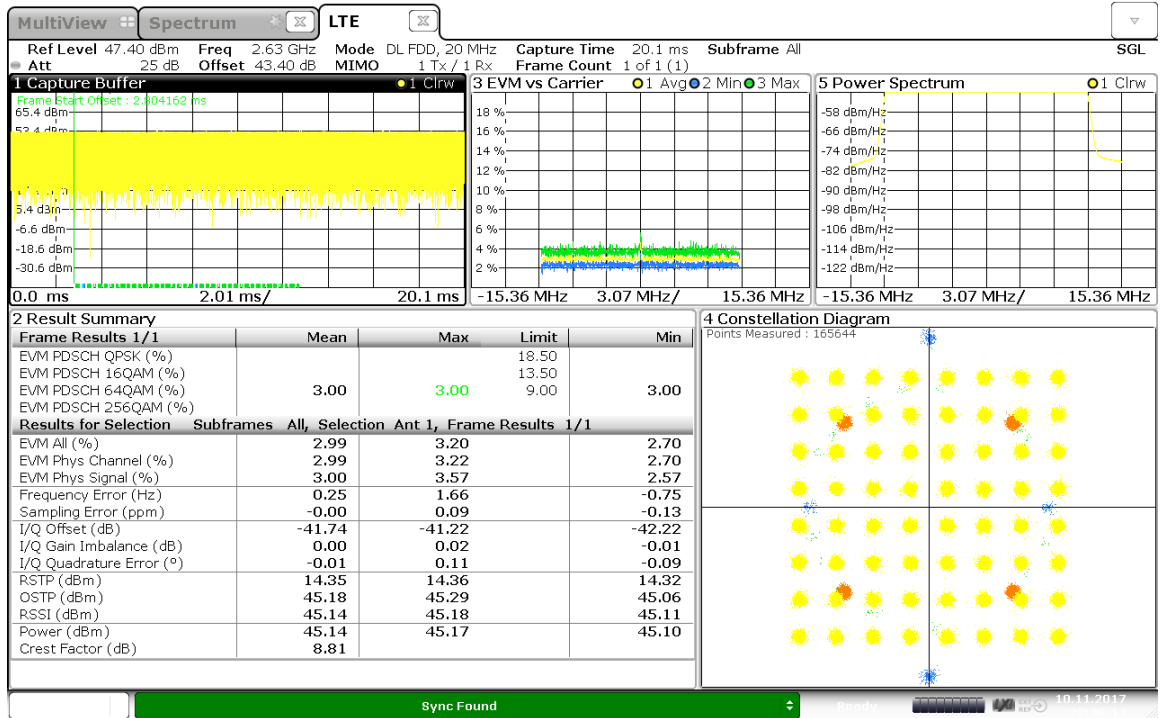 MultiView Spectrum LTE
Ref Level 47.40 dBm Freq 2.63 GHz Mode DL FDD, 20 MHz Capture Time 20.1 ms Subframe All SGL
Att 25 dB Offset 43.40 dB MIMO 1 Tx / 1 Rx Frame Count 1 of 1 (1)
1 Capture Buffer 1 Clrw
Frame Start Offset : 2.804162 ms
65.4 dBm
53.4 dBm
5.4 dBm
-6.6 dBm
-18.6 dBm
-30.6 dBm
0.0 ms 2.01 ms/ 20.1 ms
3 EVM vs Carrier 1 Avg 2 Min 3 Max
18 %
16 %
14 %
12 %
10 %
8 %
6 %
4 %
2 %
-15.36 MHz 3.07 MHz/ 15.36 MHz
5 Power Spectrum 1 Clrw
-58 dBm/Hz
-66 dBm/Hz
-74 dBm/Hz
-82 dBm/Hz
-90 dBm/Hz
-98 dBm/Hz
-106 dBm/Hz
-114 dBm/Hz
-122 dBm/Hz
-15.36 MHz 3.07 MHz/ 15.36 MHz
2 Result Summary
Frame Results 1/1 Mean Max Limit Min
EVM PDSCH QPSK (%) 18.50
EVM PDSCH 16QAM (%) 13.50
EVM PDSCH 64QAM (%) 3.00 3.00 9.00 3.00
EVM PDSCH 256QAM (%)
Results for Selection Subframes All, Selection Ant 1, Frame Results 1/1
EVM All (%) 2.99 3.20 2.70
EVM Phys Channel (%) 2.99 3.22 2.70
EVM Phys Signal (%) 3.00 3.57 2.57
Frequency Error (Hz) 0.25 1.66 -0.75
Sampling Error (ppm) -0.00 0.09 -0.13
I/Q Offset (dB) -41.74 -41.22 -42.22
I/Q Gain Imbalance (dB) 0.00 0.02 -0.01
I/Q Quadrature Error (º) -0.01 0.11 -0.09
RSTP (dBm) 14.35 14.36 14.32
OSTP (dBm) 45.18 45.29 45.06
RSSI (dBm) 45.14 45.18 45.11
Power (dBm) 45.14 45.17 45.10
Crest Factor (dB) 8.81
4 Constellation Diagram
Points Measured : 165644
Sync Found
Ready
LXI
10.11.2017